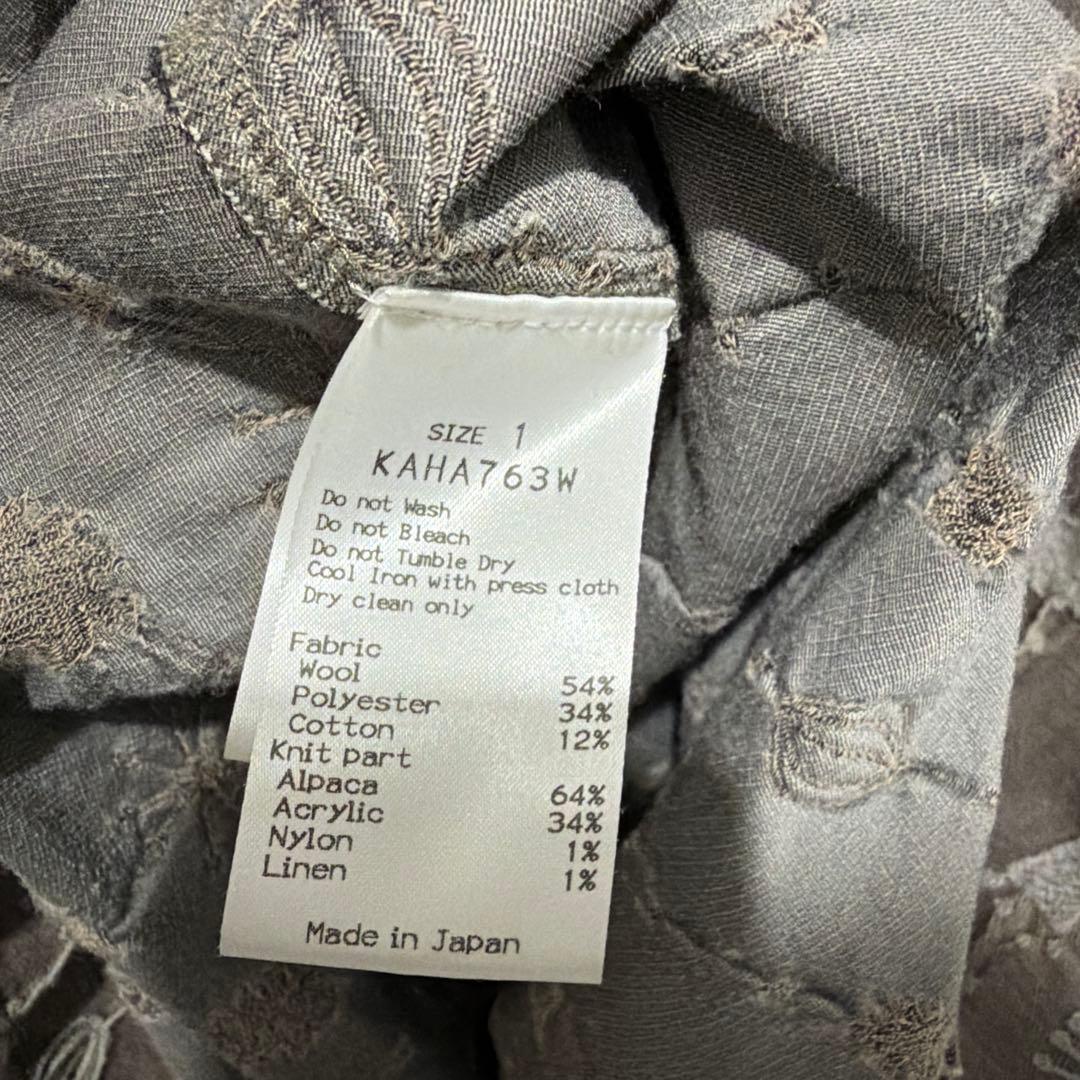 SIZE 1
KAHA763W
Do not Wash
Do not Bleach
Do not Tumble Dry
Cool Iron with press cloth
Dry clean only
Fabric
Wool 54%
Polyester 34%
Cotton 12%
Knit part
Alpaca 64%
Acrylic 34%
Nylon 1%
Linen 1%
Made in Japan